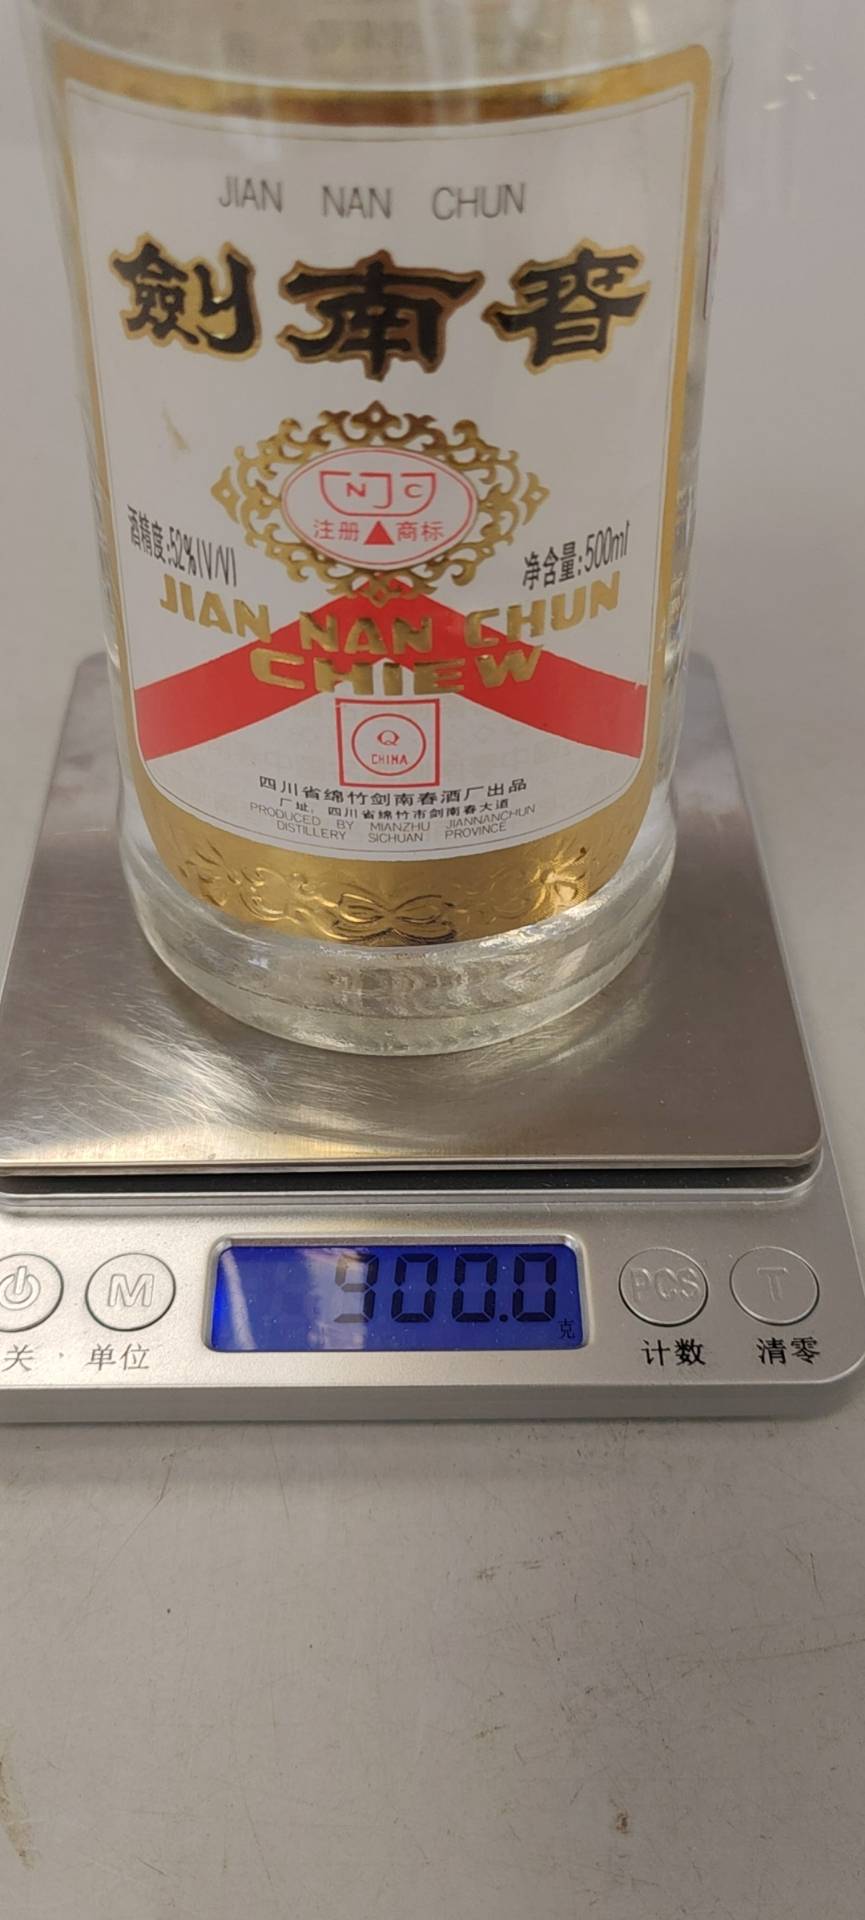 JIAN NAN CHUN
劍南春
N J C
注册 商标
酒精度:52%(V/V)
净含量:500ml
JIAN NAN CHUN
CHIEW
Q
CHINA
四川省绵竹剑南春酒厂出品
厂址：四川省绵竹市剑南春大道
PRODUCED BY MIANZHU JIANNANCHUN
DISTILLERY SICHUAN PROVINCE
900.0
克
M
PCS
T
关
单位
计数
清零